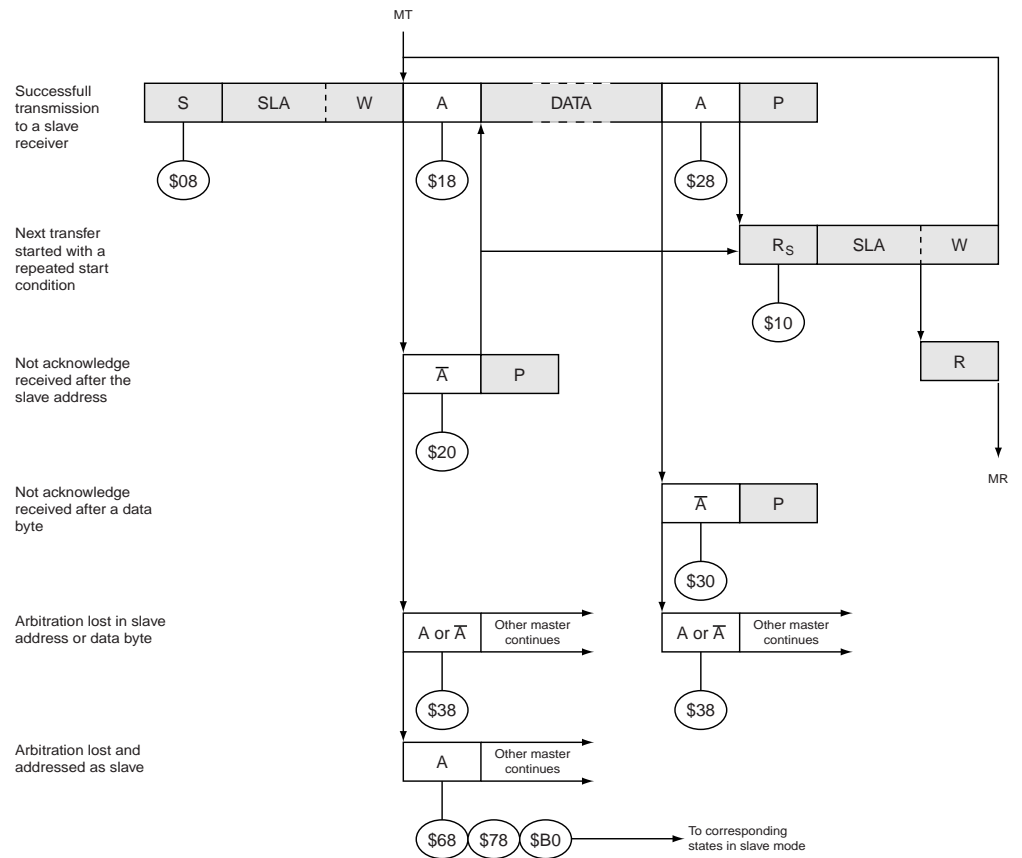 MT
Successfull
transmission
to a slave
receiver
S SLA W A DATA A P
$08 $18 $28
Next transfer
started with a
repeated start
condition
RS SLA W
$10
Not acknowledge
received after the
slave address
A̅ P
R
$20
MR
Not acknowledge
received after a data
byte
A̅ P
$30
Arbitration lost in slave
address or data byte
A or A̅ Other master
continues
A or A̅ Other master
continues
$38 $38
Arbitration lost and
addressed as slave
A Other master
continues
$68 $78 $B0
To corresponding
states in slave mode